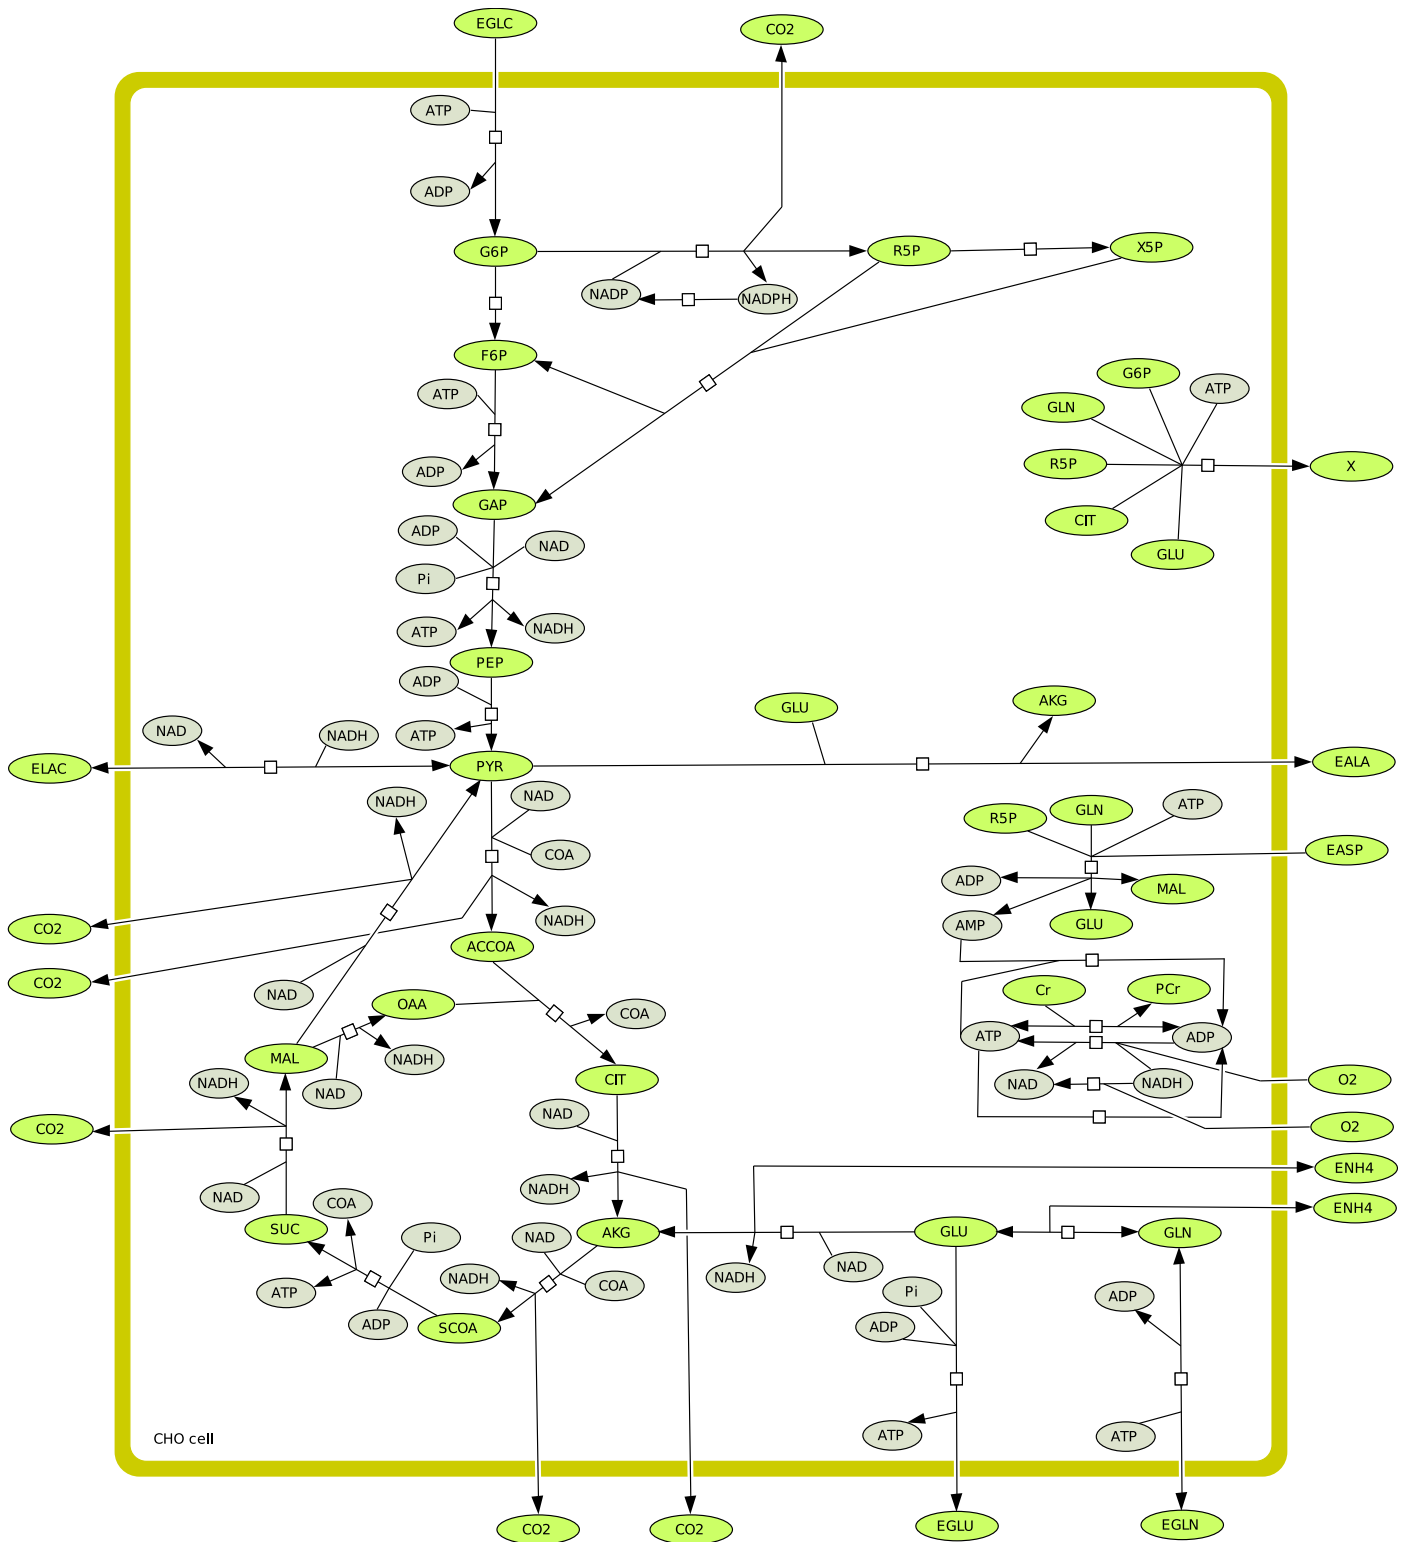 EGLC
CO2
ATP
ADP
G6P
R5P
X5P
NADP
NADPH
F6P
G6P
ATP
ATP
GLN
ADP
R5P
X
GAP
CIT
ADP
NAD
GLU
Pi
ATP
NADH
PEP
ADP
GLU
AKG
NAD
NADH
ATP
ELAC
PYR
EALA
NADH
NAD
R5P
GLN
ATP
COA
EASP
ADP
MAL
CO2
NADH
AMP
GLU
ACCOA
CO2
NAD
OAA
Cr
PCr
COA
ATP
ADP
MAL
NADH
NADH
NAD
CIT
NAD
NADH
O2
NAD
CO2
O2
NADH
ENH4
NAD
COA
ENH4
SUC
Pi
NAD
AKG
GLU
GLN
NADH
COA
NADH
NAD
ATP
Pi
ADP
ADP
SCOA
ADP
ATP
ATP
CHO cell
CO2
CO2
EGLU
EGLN